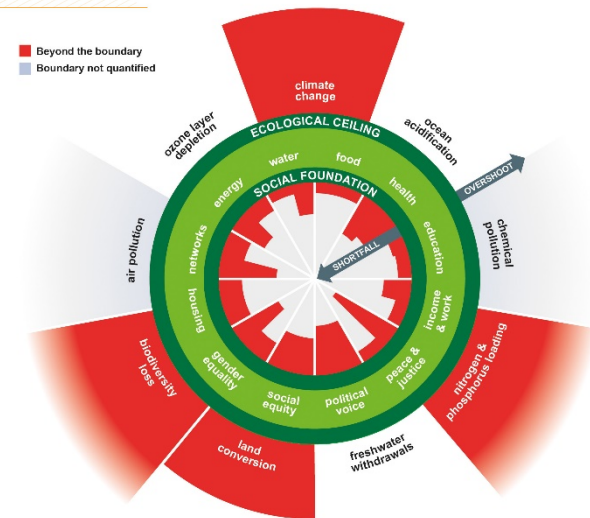 Beyond the boundary
Boundary not quantified
climate
change
ozone layer
depletion
ECOLOGICAL CEILING
ocean
acidification
water
food
energy
SOCIAL FOUNDATION
health
OVERSHOOT
air pollution
networks
SHORTFALL
education
chemical
pollution
housing
income
& work
biodiversity
loss
gender
equality
social
equity
political
voice
peace &
justice
nitrogen &
phosphorus loading
land
conversion
freshwater
withdrawals